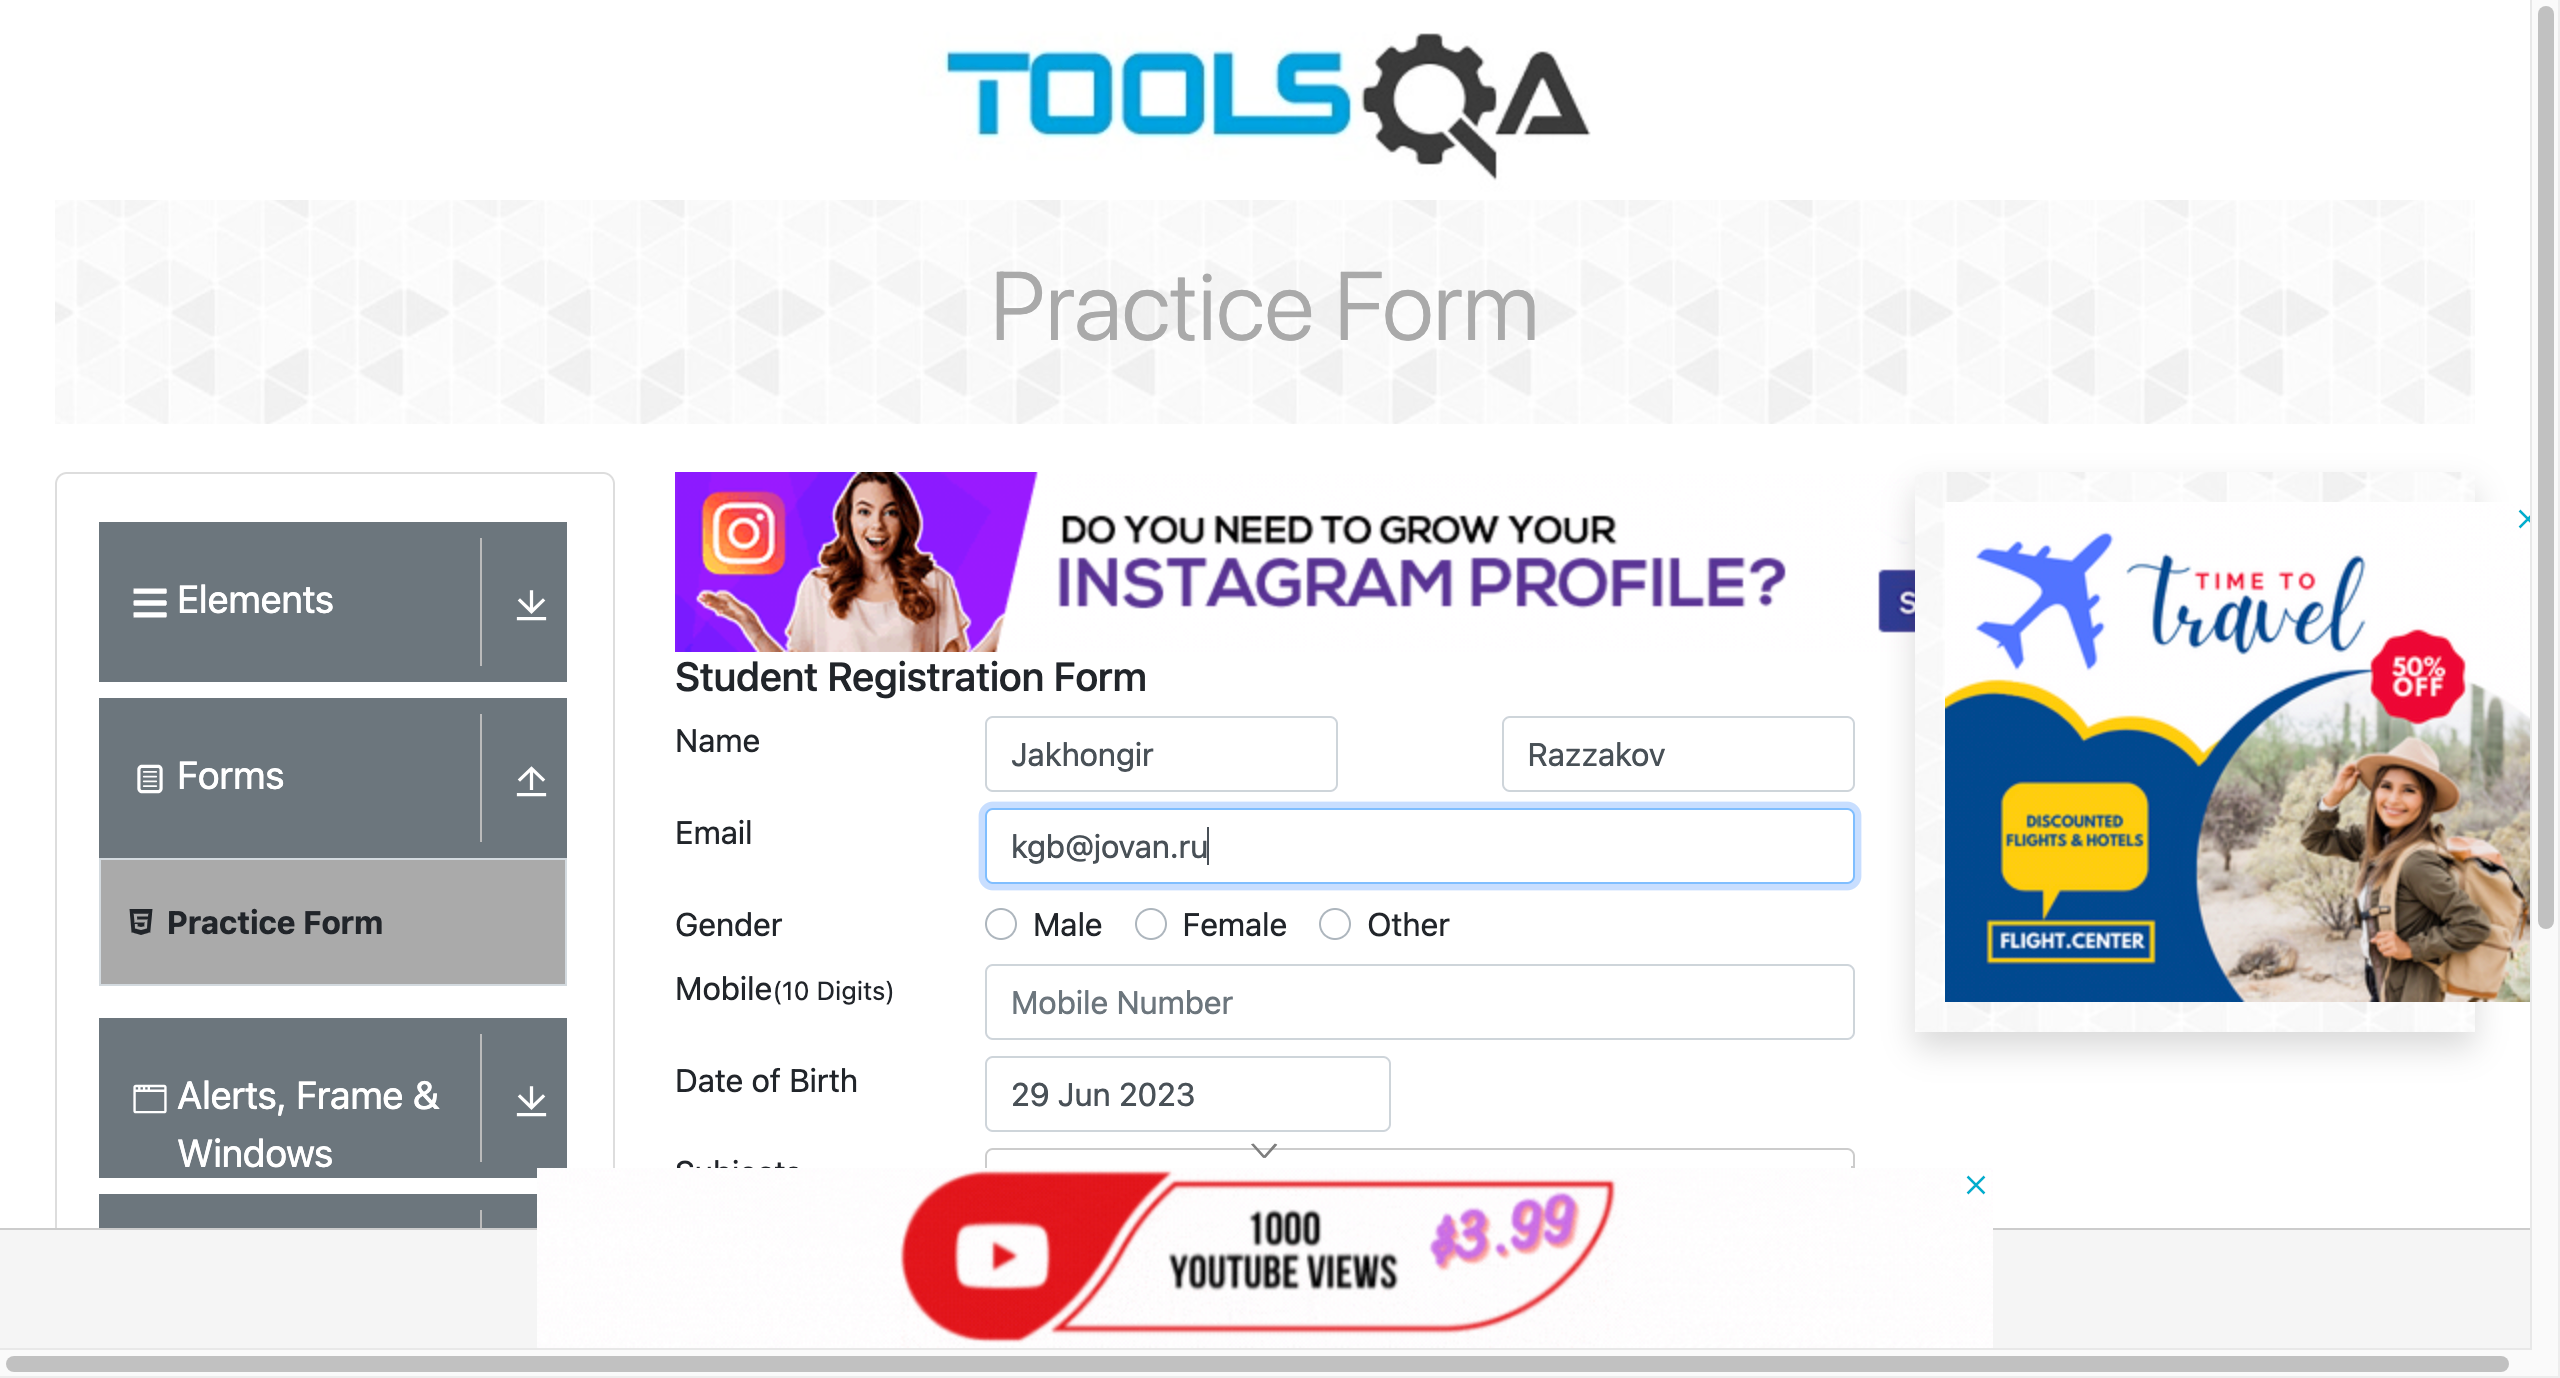 TOOLSQA
Practice Form
Elements
Forms
Practice Form
Alerts, Frame &
Windows
DO YOU NEED TO GROW YOUR
INSTAGRAM PROFILE?
Student Registration Form
Name
Jakhongir
Razzakov
Email
kgb@jovan.ru
Gender
Male
Female
Other
Mobile(10 Digits)
Mobile Number
Date of Birth
29 Jun 2023
TIME TO
travel
50%
OFF
DISCOUNTED
FLIGHTS & HOTELS
FLIGHT.CENTER
1000
YOUTUBE VIEWS
$3.99